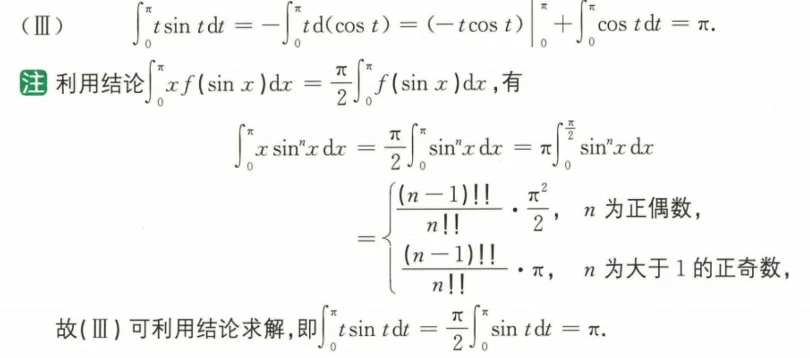 (Ⅲ) ∫₀^π t sin t dt = −∫₀^π t d(cos t) = (−t cos t)|₀^π + ∫₀^π cos t dt = π.
注 利用结论∫₀^π x f(sin x)dx = π/2 ∫₀^π f(sin x)dx,有
∫₀^π x sinⁿx dx = π/2 ∫₀^π sinⁿx dx = π∫₀^(π/2) sinⁿx dx
= { (n−1)!!/n!! · π²/2, n 为正偶数,
(n−1)!!/n!! · π, n 为大于 1 的正奇数,
故(Ⅲ)可利用结论求解,即∫₀^π t sin t dt = π/2 ∫₀^π sin t dt = π.